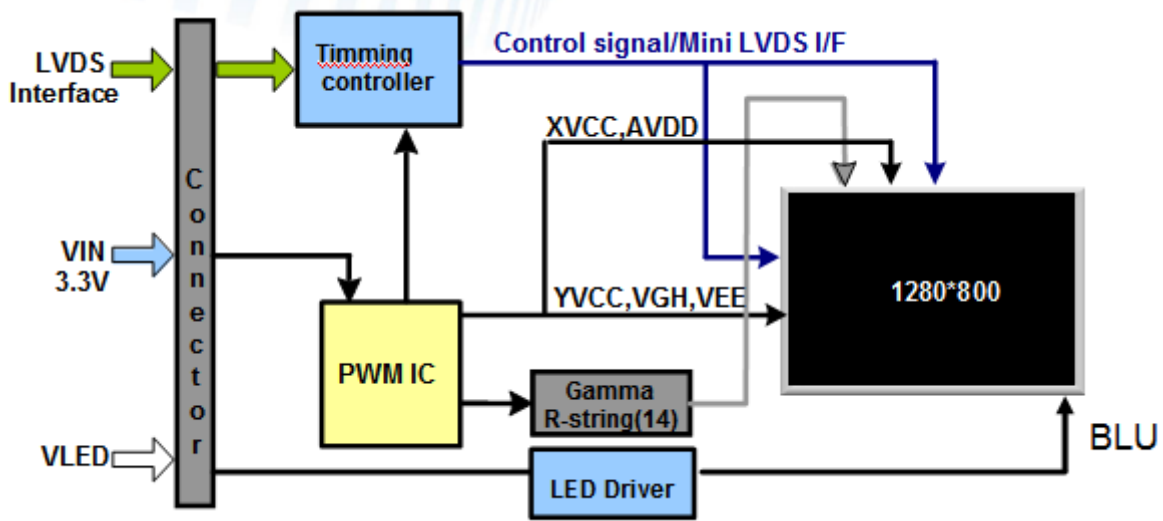 LVDS
Interface
Timming
controller
Control signal/Mini LVDS I/F
XVCC,AVDD
Connector
VIN
3.3V
YVCC,VGH,VEE
1280*800
PWM IC
Gamma
R-string(14)
VLED
LED Driver
BLU